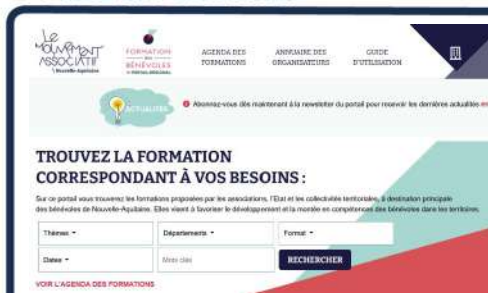 Le
MOUVEMENT
ASSOCIATIF
Nouvelle-Aquitaine
FORMATION
DES
BÉNÉVOLES
LE PORTAIL RÉGIONAL
AGENDA DES
FORMATIONS
ANNUAIRE DES
ORGANISATEURS
GUIDE
D'UTILISATION
ACTUALITÉS
Abonnez-vous dès maintenant à la newsletter du portail pour recevoir les dernières actualités en
TROUVEZ LA FORMATION
CORRESPONDANT À VOS BESOINS :
Sur ce portail vous trouverez les formations proposées par les associations, l'Etat et les collectivités territoriales, à destination principale
des bénévoles de Nouvelle-Aquitaine. Elles visent à favoriser le développement et la montée en compétences des bénévoles dans les territoires.
Thèmes
Départements
Format
Dates
Mots clés
RECHERCHER
VOIR L'AGENDA DES FORMATIONS